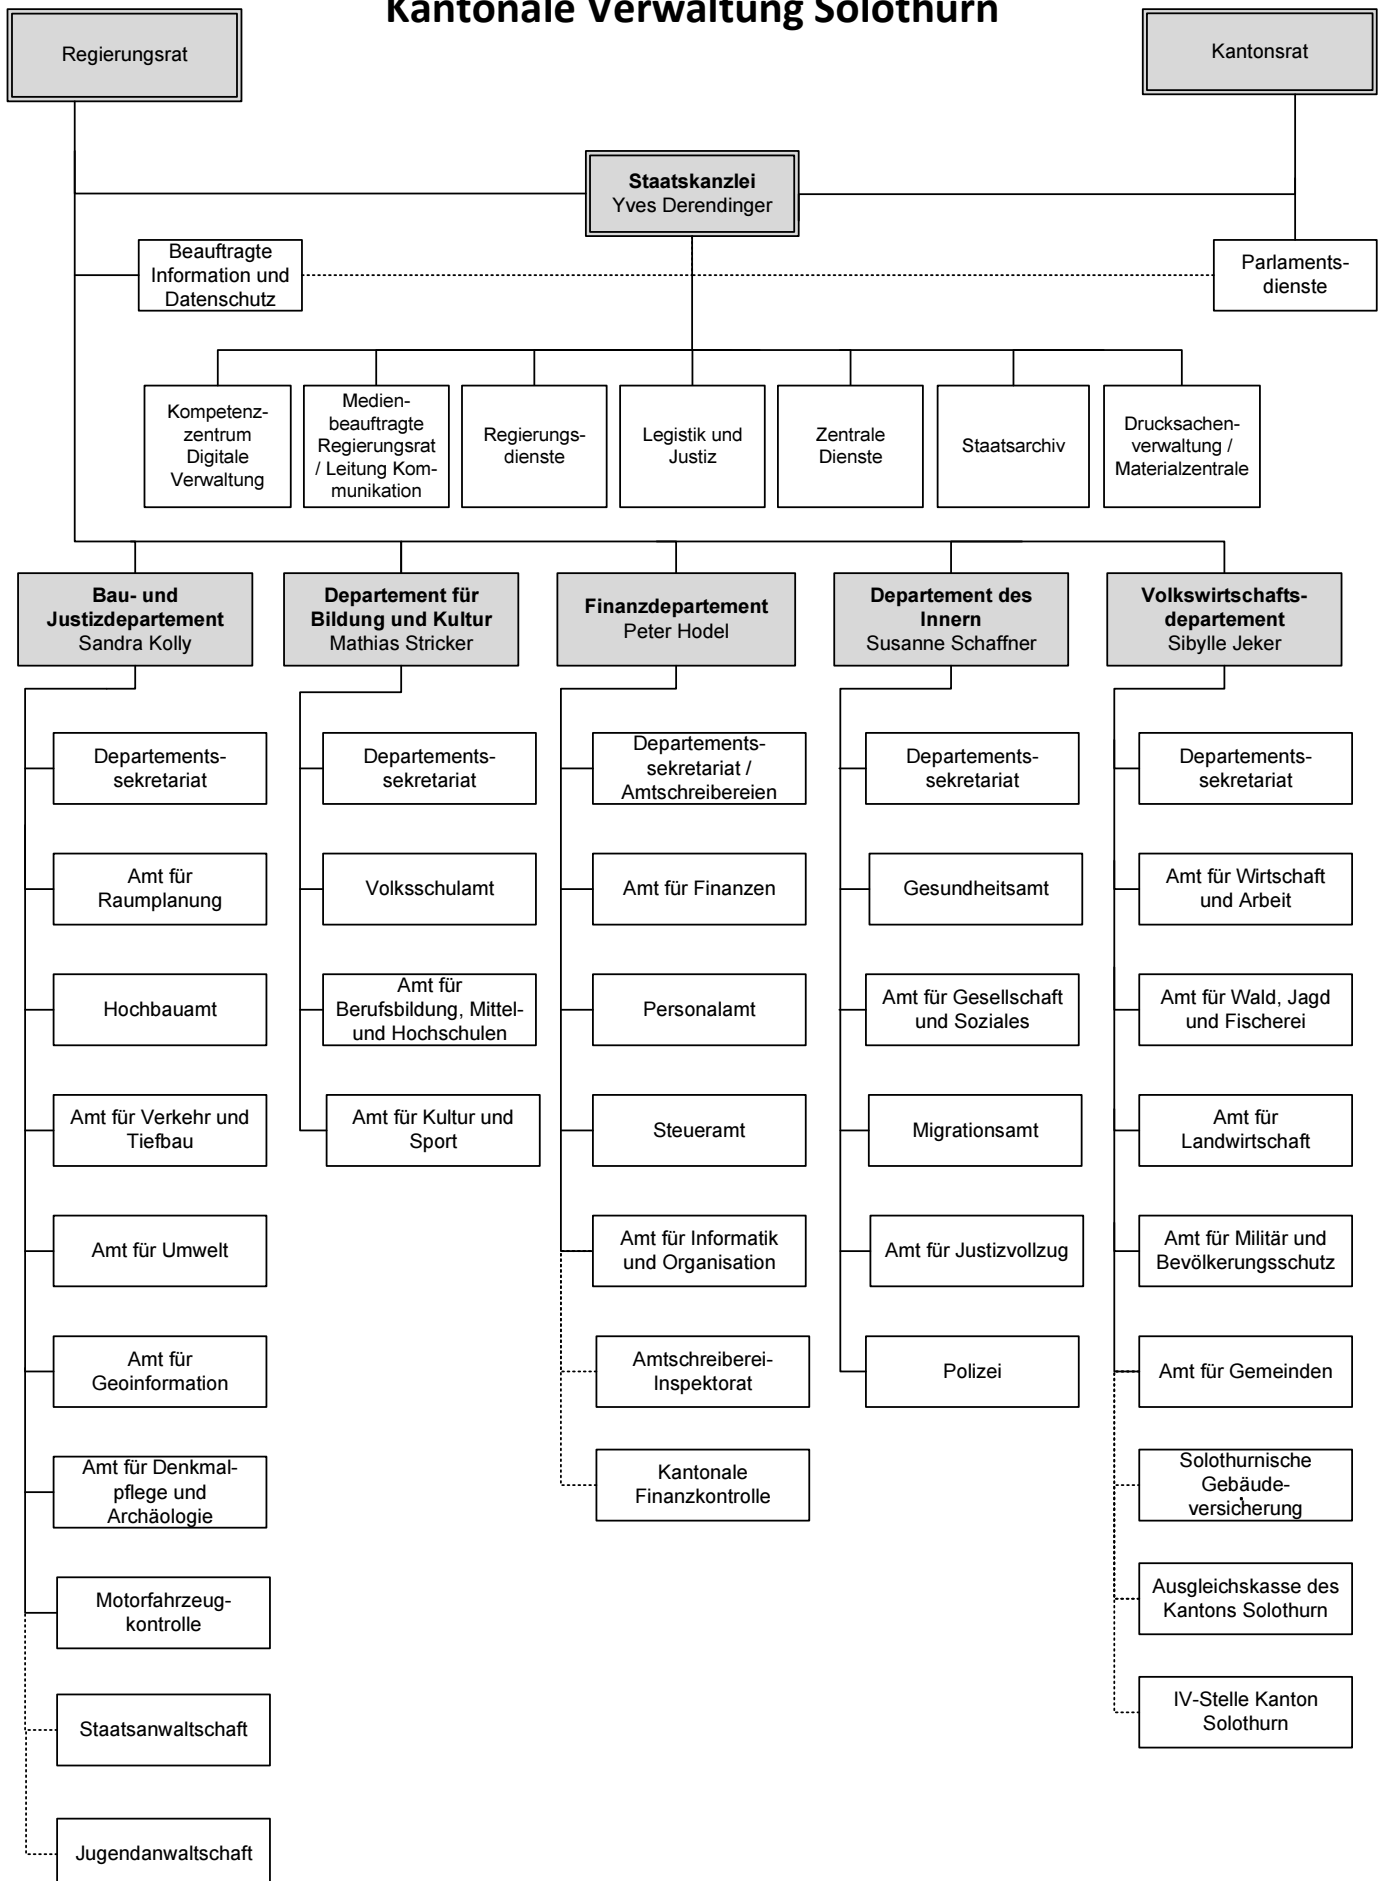 Kantonale Verwaltung Solothurn
Regierungsrat
Kantonsrat
Staatskanzlei
Yves Derendinger
Beauftragte
Information und
Datenschutz
Parlaments-
dienste
Kompetenz-
zentrum
Digitale
Verwaltung
Medien-
beauftragte
Regierungsrat
/ Leitung Kom-
munikation
Regierungs-
dienste
Legistik und
Justiz
Zentrale
Dienste
Staatsarchiv
Drucksachen-
verwaltung /
Materialzentrale
Bau- und
Justizdepartement
Sandra Kolly
Departement für
Bildung und Kultur
Mathias Stricker
Finanzdepartement
Peter Hodel
Departement des
Innern
Susanne Schaffner
Volkswirtschafts-
departement
Sibylle Jeker
Departements-
sekretariat
Amt für
Raumplanung
Hochbauamt
Amt für Verkehr und
Tiefbau
Amt für Umwelt
Amt für
Geoinformation
Amt für Denkmal-
pflege und
Archäologie
Motorfahrzeug-
kontrolle
Staatsanwaltschaft
Jugendanwaltschaft
Departements-
sekretariat
Volksschulamt
Amt für
Berufsbildung, Mittel-
und Hochschulen
Amt für Kultur und
Sport
Departements-
sekretariat /
Amtschreibereien
Amt für Finanzen
Personalamt
Steueramt
Amt für Informatik
und Organisation
Amtschreiberei-
Inspektorat
Kantonale
Finanzkontrolle
Departements-
sekretariat
Gesundheitsamt
Amt für Gesellschaft
und Soziales
Migrationsamt
Amt für Justizvollzug
Polizei
Departements-
sekretariat
Amt für Wirtschaft
und Arbeit
Amt für Wald, Jagd
und Fischerei
Amt für
Landwirtschaft
Amt für Militär und
Bevölkerungsschutz
Amt für Gemeinden
Solothurnische
Gebäude-
versicherung
Ausgleichskasse des
Kantons Solothurn
IV-Stelle Kanton
Solothurn